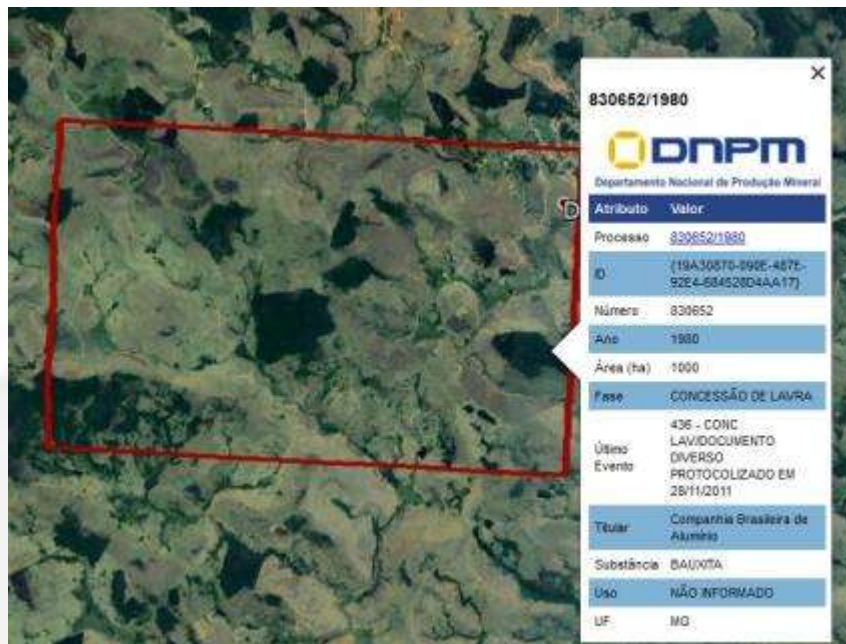 ×
830652/1980
DNPM
Departamento Nacional de Produção Mineral
Atributo Valor
Processo 830652/1980
ID {19A30870-090E-487E-
92E4-684528D4AA17}
Número 830652
Ano 1980
Área (ha) 1000
Fase CONCESSÃO DE LAVRA
Último Evento 436 - CONC
LAV/DOCUMENTO
DIVERSO
PROTOCOLIZADO EM
28/11/2011
Titular Companhia Brasileira de
Alumínio
Substância BAUXITA
Uso NÃO INFORMADO
UF MG
D